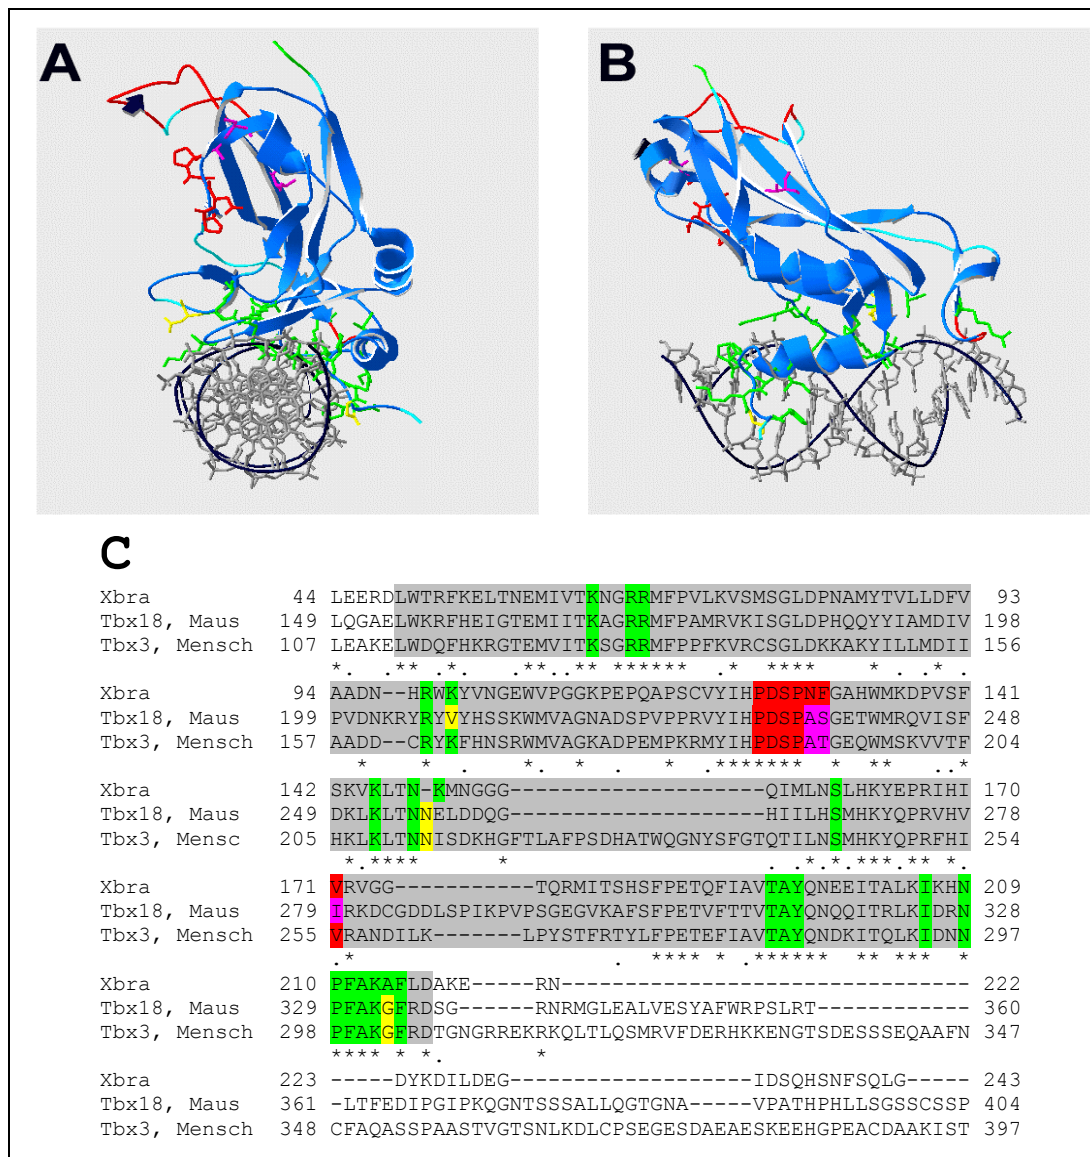 A
B
C
Xbra 44 LEERDLWTRFKELTNEMIVTKNGRRMFPVLKVSMSGLDPNAMYTVLLDFV 93
Tbx18, Maus 149 LQGAELWKRFHEIGTEMIITKAGRRMFPAMRVKISGLDPHQQYYIAMDIV 198
Tbx3, Mensch 107 LEAKELWDQFHKRGTEMVITKSGRRMFPPFKVRCSGLDKKAKYILLMDII 156
Xbra 94 AADN--HRWKYVNGEWVPGGKPEPQAPSCVYIHPDSPNFGAHWMKDPVSF 141
Tbx18, Maus 199 PVDNKRYRYVYHSSKWMVAGNADSPVPPRVYIHPDSPASGETWMRQVISF 248
Tbx3, Mensch 157 AADD--CRYKFHNSRWMVAGKADPEMPKRMYIHPDSPATGEQWMSKVVTF 204
Xbra 142 SKVKLTN-KMNGGG-------------------QIMLNSLHKYEPRIHI 170
Tbx18, Maus 249 DKLKLTNNELDDQG-------------------HIILHSMHKYQPRVHV 278
Tbx3, Mensc 205 HKLKLTNNISDKHGFTLAFPSDHATWQGNYSFGTQTILNSMHKYQPRFHI 254
Xbra 171 VRVGG-----------TQRMITSHSFPETQFIAVTAYQNEEITALKIKHN 209
Tbx18, Maus 279 IRKDCGDDLSPIKPVPSGEGVKAFSFPETVFTTVTAYQNQQITRLKIDRN 328
Tbx3, Mensch 255 VRANDILK-------LPYSTFRTYLFPETEFIAVTAYQNDKITQLKIDNN 297
Xbra 210 PFAKAFLDAKE-----RN-------------------------------- 222
Tbx18, Maus 329 PFAKGFRDSG------RNRMGLEALVESYAFWRPSLRT------------ 360
Tbx3, Mensch 298 PFAKGFRDTGNGRREKRKQLTLQSMRVFDERHKKENGTSDESSSEQAAFN 347
Xbra 223 -----DYKDILDEG-------------------IDSQHSNFSQLG----- 243
Tbx18, Maus 361 -LTFEDIPGIPKQGNTSSSALLQGTGNA-----VPATHPHLLSGSSCSSP 404
Tbx3, Mensch 348 CFAQASSPAASTVGTSNLKDLCPSEGESDAEAESKEEHGPEACDAAKIST 397